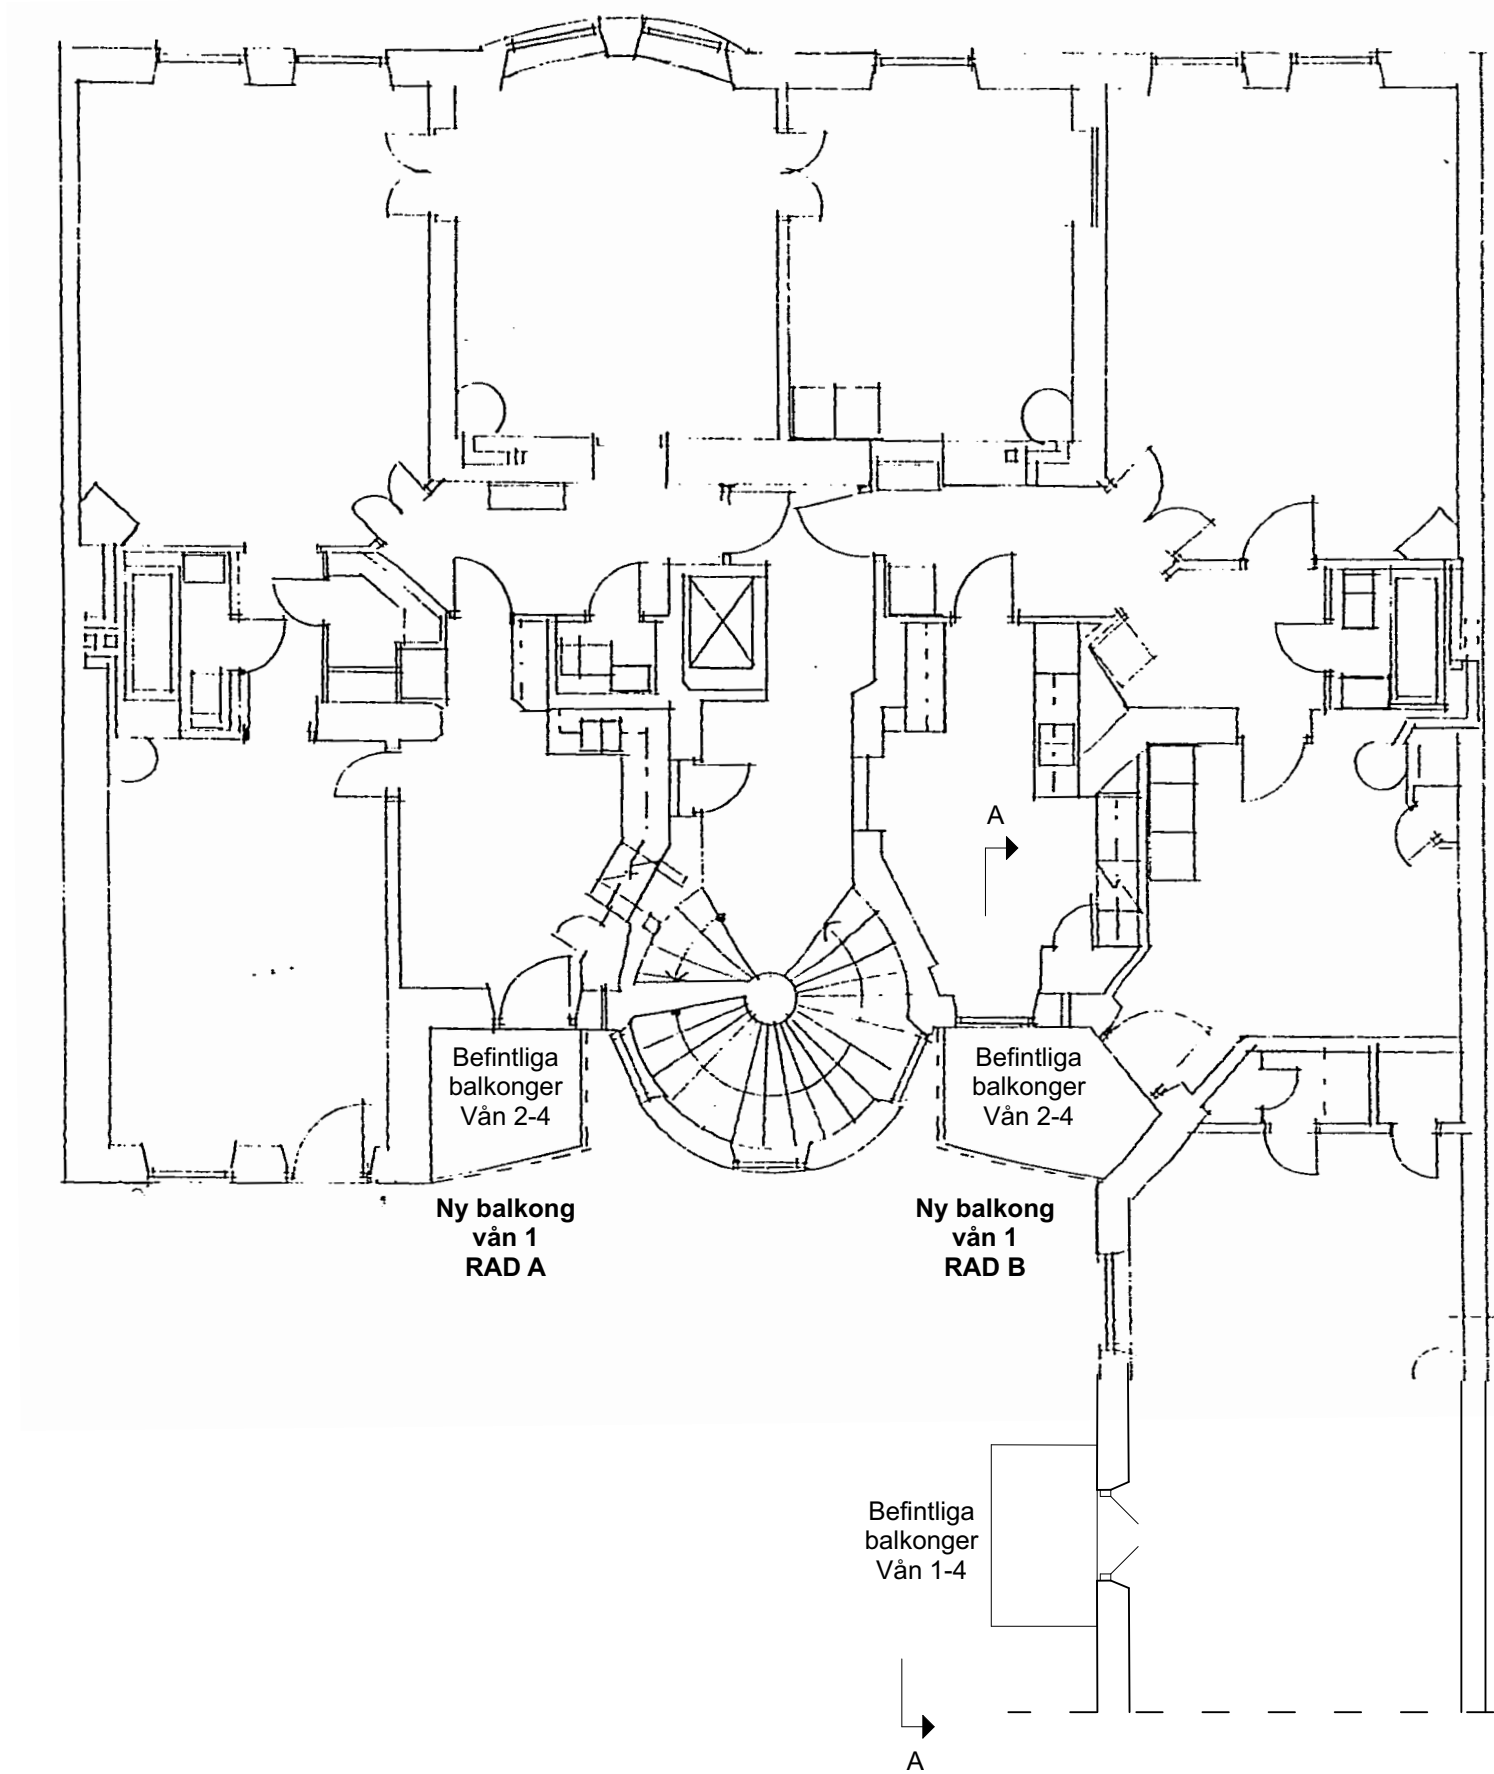 A
Befintliga
balkonger
Vån 2-4
Befintliga
balkonger
Vån 2-4
Ny balkong
vån 1
RAD A
Ny balkong
vån 1
RAD B
Befintliga
balkonger
Vån 1-4
A